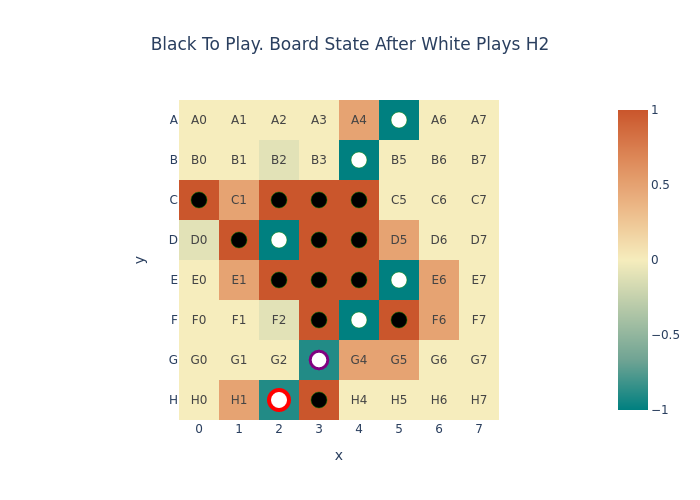 Black To Play. Board State After White Plays H2
A A0 A1 A2 A3 A4 A6 A7
B B0 B1 B2 B3 B5 B6 B7
C C1 C5 C6 C7
D D0 D5 D6 D7
E E0 E1 E6 E7
F F0 F1 F2 F6 F7
G G0 G1 G2 G4 G5 G6 G7
H H0 H1 H4 H5 H6 H7
0 1 2 3 4 5 6 7
x
y
1
0.5
0
−0.5
−1